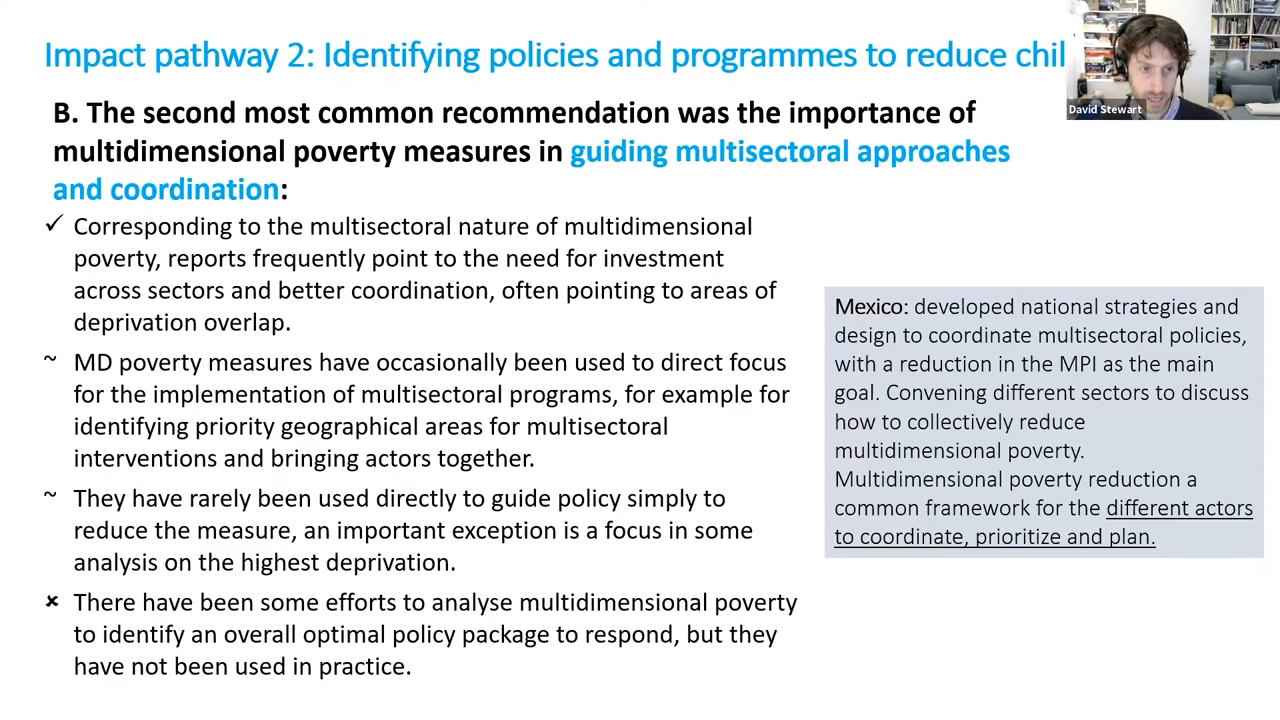 Impact pathway 2: Identifying policies and programmes to reduce chil
David Stewart
B. The second most common recommendation was the importance of
multidimensional poverty measures in guiding multisectoral approaches
and coordination:
✓ Corresponding to the multisectoral nature of multidimensional
poverty, reports frequently point to the need for investment
across sectors and better coordination, often pointing to areas of
deprivation overlap.
~ MD poverty measures have occasionally been used to direct focus
for the implementation of multisectoral programs, for example for
identifying priority geographical areas for multisectoral
interventions and bringing actors together.
~ They have rarely been used directly to guide policy simply to
reduce the measure, an important exception is a focus in some
analysis on the highest deprivation.
× There have been some efforts to analyse multidimensional poverty
to identify an overall optimal policy package to respond, but they
have not been used in practice.
Mexico: developed national strategies and
design to coordinate multisectoral policies,
with a reduction in the MPI as the main
goal. Convening different sectors to discuss
how to collectively reduce
multidimensional poverty.
Multidimensional poverty reduction a
common framework for the different actors
to coordinate, prioritize and plan.